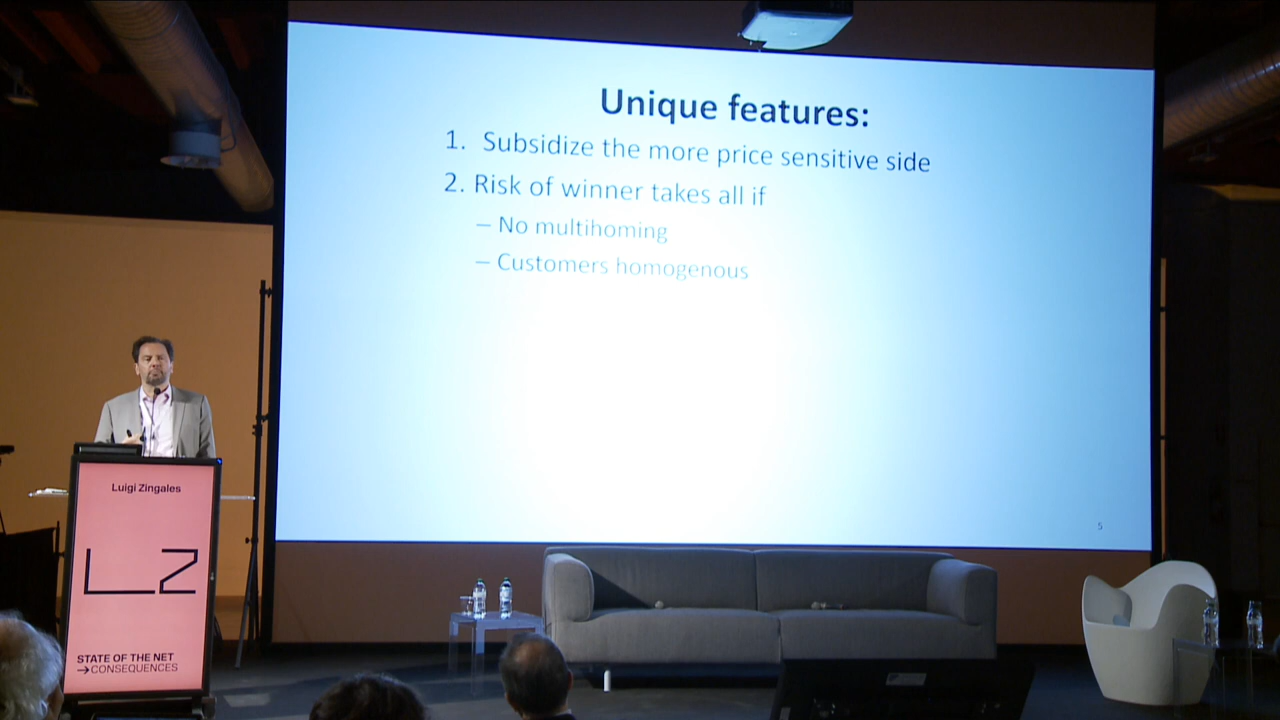 Unique features:
1. Subsidize the more price sensitive side
2. Risk of winner takes all if
– No multihoming
– Customers homogenous
5
Luigi Zingales
LZ
STATE OF THE NET
→CONSEQUENCES